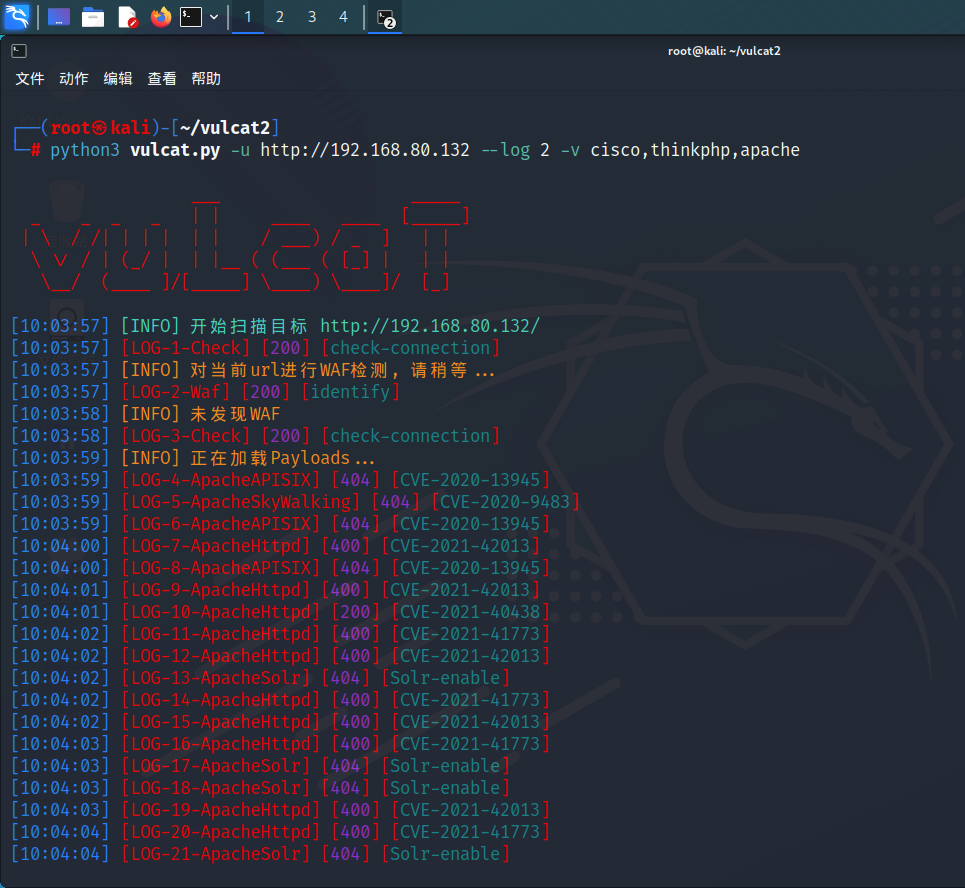 1 2 3 4 2
root@kali: ~/vulcat2
文件 动作 编辑 查看 帮助
┌──(root㉿kali)-[~/vulcat2]
└─# python3 vulcat.py -u http://192.168.80.132 --log 2 -v cisco,thinkphp,apache
vulcaT
[10:03:57] [INFO] 开始扫描目标 http://192.168.80.132/
[10:03:57] [LOG-1-Check] [200] [check-connection]
[10:03:57] [INFO] 对当前url进行WAF检测, 请稍等...
[10:03:57] [LOG-2-Waf] [200] [identify]
[10:03:58] [INFO] 未发现WAF
[10:03:58] [LOG-3-Check] [200] [check-connection]
[10:03:59] [INFO] 正在加载Payloads...
[10:03:59] [LOG-4-ApacheAPISIX] [404] [CVE-2020-13945]
[10:03:59] [LOG-5-ApacheSkyWalking] [404] [CVE-2020-9483]
[10:03:59] [LOG-6-ApacheAPISIX] [404] [CVE-2020-13945]
[10:04:00] [LOG-7-ApacheHttpd] [400] [CVE-2021-42013]
[10:04:00] [LOG-8-ApacheAPISIX] [404] [CVE-2020-13945]
[10:04:01] [LOG-9-ApacheHttpd] [400] [CVE-2021-42013]
[10:04:01] [LOG-10-ApacheHttpd] [200] [CVE-2021-40438]
[10:04:02] [LOG-11-ApacheHttpd] [400] [CVE-2021-41773]
[10:04:02] [LOG-12-ApacheHttpd] [400] [CVE-2021-42013]
[10:04:02] [LOG-13-ApacheSolr] [404] [Solr-enable]
[10:04:02] [LOG-14-ApacheHttpd] [400] [CVE-2021-41773]
[10:04:02] [LOG-15-ApacheHttpd] [400] [CVE-2021-42013]
[10:04:03] [LOG-16-ApacheHttpd] [400] [CVE-2021-41773]
[10:04:03] [LOG-17-ApacheSolr] [404] [Solr-enable]
[10:04:03] [LOG-18-ApacheSolr] [404] [Solr-enable]
[10:04:03] [LOG-19-ApacheHttpd] [400] [CVE-2021-42013]
[10:04:04] [LOG-20-ApacheHttpd] [400] [CVE-2021-41773]
[10:04:04] [LOG-21-ApacheSolr] [404] [Solr-enable]